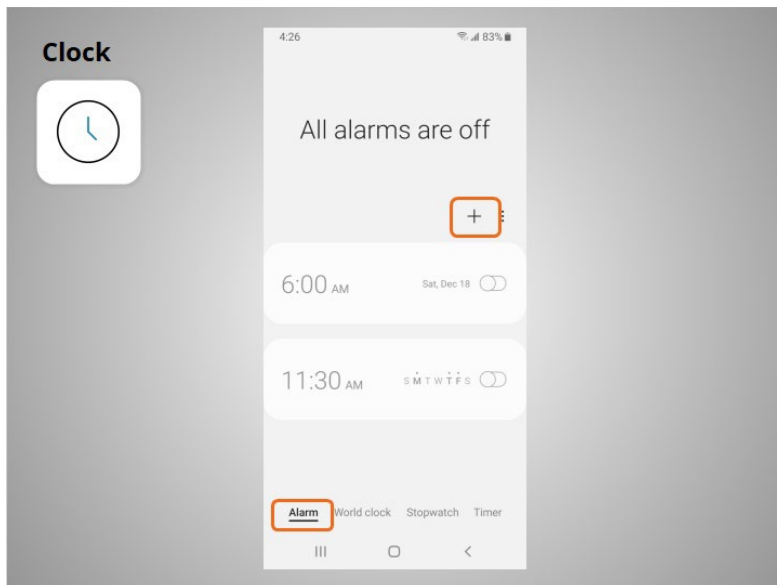 Clock
4:26 83%
All alarms are off
+
6:00 AM Sat, Dec 18
11:30 AM S M T W T F S
Alarm World clock Stopwatch Timer